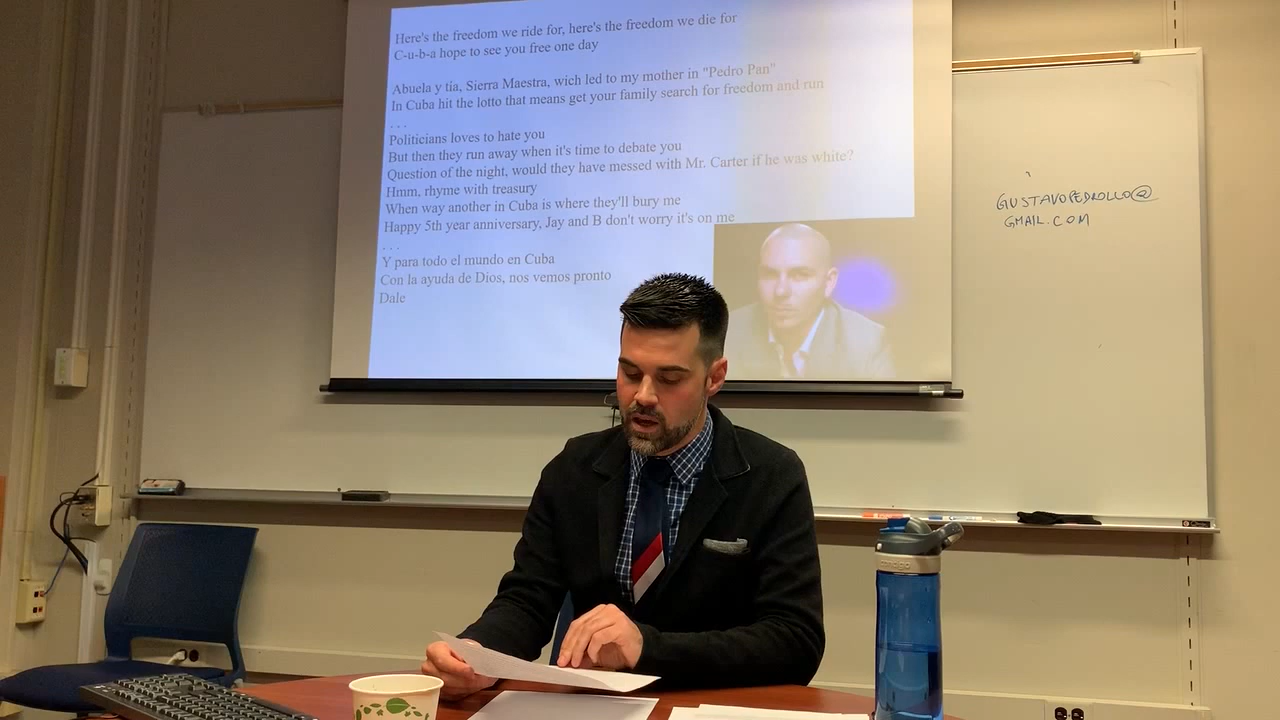 Here's the freedom we ride for, here's the freedom we die for
C-u-b-a hope to see you free one day
Abuela y tía, Sierra Maestra, wich led to my mother in "Pedro Pan"
In Cuba hit the lotto that means get your family search for freedom and run
. . .
Politicians loves to hate you
But then they run away when it's time to debate you
Question of the night, would they have messed with Mr. Carter if he was white?
Hmm, rhyme with treasury
When way another in Cuba is where they'll bury me
Happy 5th year anniversary, Jay and B don't worry it's on me
. . .
Y para todo el mundo en Cuba
Con la ayuda de Dios, nos vemos pronto
Dale
GUSTAVOPEDROLLO@
GMAIL.COM
contigo